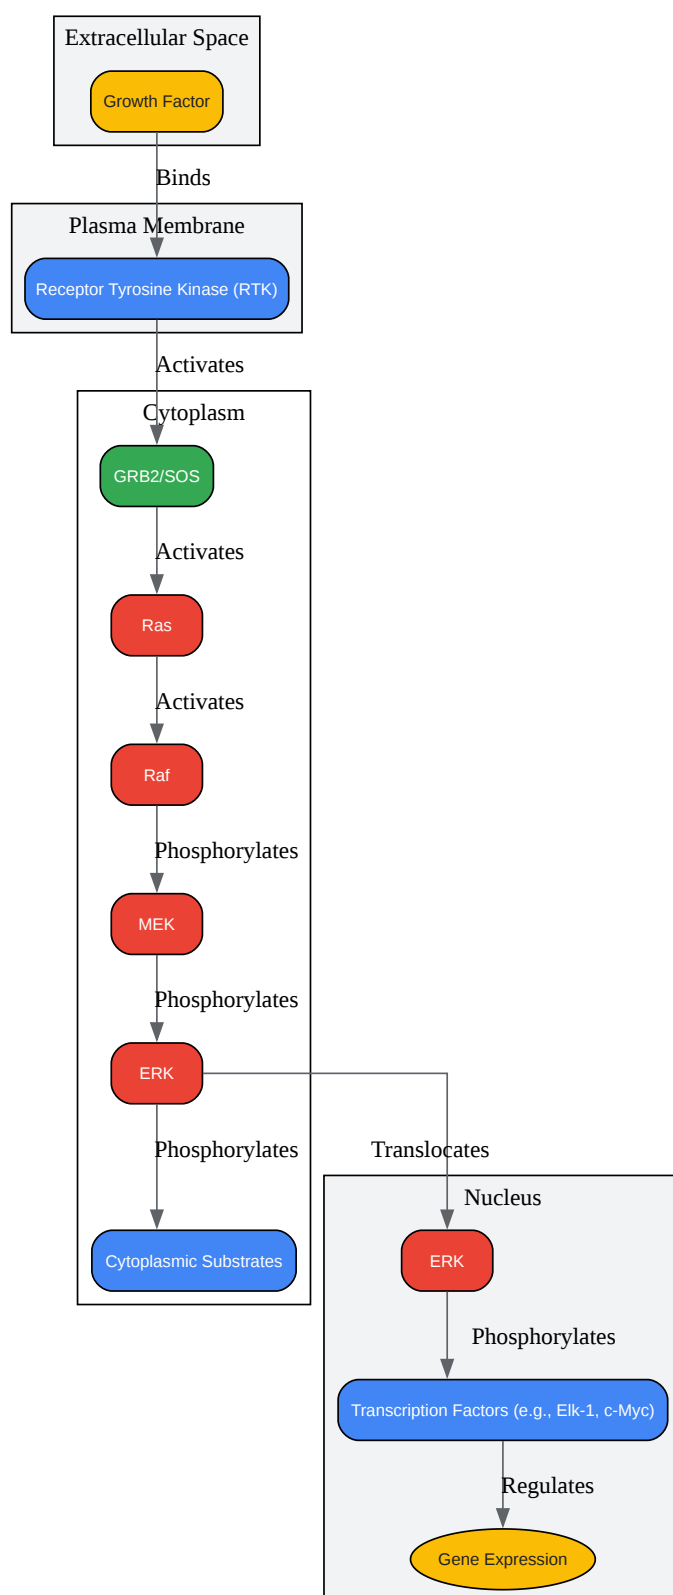 Extracellular Space
Growth Factor
Binds
Plasma Membrane
Receptor Tyrosine Kinase (RTK)
Activates
Cytoplasm
GRB2/SOS
Activates
Ras
Activates
Raf
Phosphorylates
MEK
Phosphorylates
ERK
Phosphorylates
Translocates
Nucleus
Cytoplasmic Substrates
ERK
Phosphorylates
Transcription Factors (e.g., Elk-1, c-Myc)
Regulates
Gene Expression